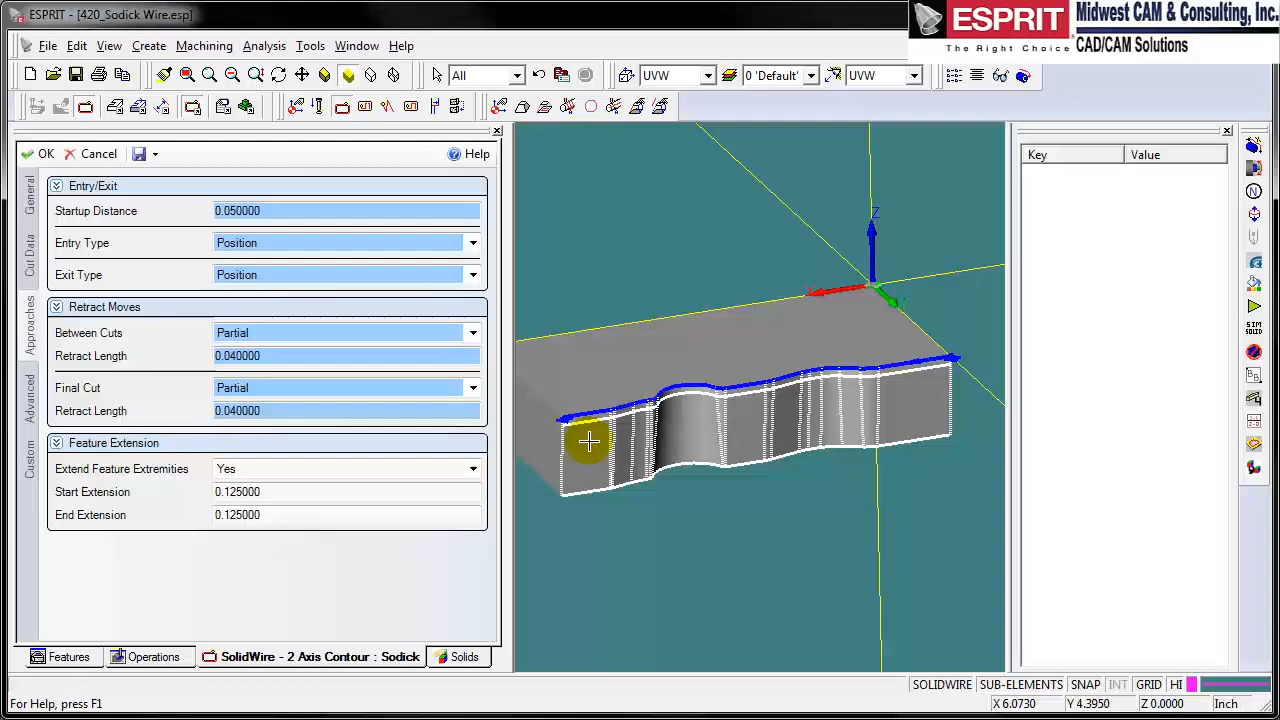 ESPRIT - [420_Sodick Wire.esp]
ESPRIT
The Right Choice
Midwest CAM & Consulting, Inc.
CAD/CAM Solutions
File Edit View Create Machining Analysis Tools Window Help
All
UVW
0 'Default'
UVW
OK Cancel Help
General
Cut Data
Approaches
Advanced
Custom
Entry/Exit
Startup Distance 0.050000
Entry Type Position
Exit Type Position
Retract Moves
Between Cuts Partial
Retract Length 0.040000
Final Cut Partial
Retract Length 0.040000
Feature Extension
Extend Feature Extremities Yes
Start Extension 0.125000
End Extension 0.125000
Z
Key Value
SIM
SOLID
Features Operations SolidWire - 2 Axis Contour : Sodick Solids
SOLIDWIRE SUB-ELEMENTS SNAP INT GRID HI
For Help, press F1
X 6.0730 Y 4.3950 Z 0.0000 Inch